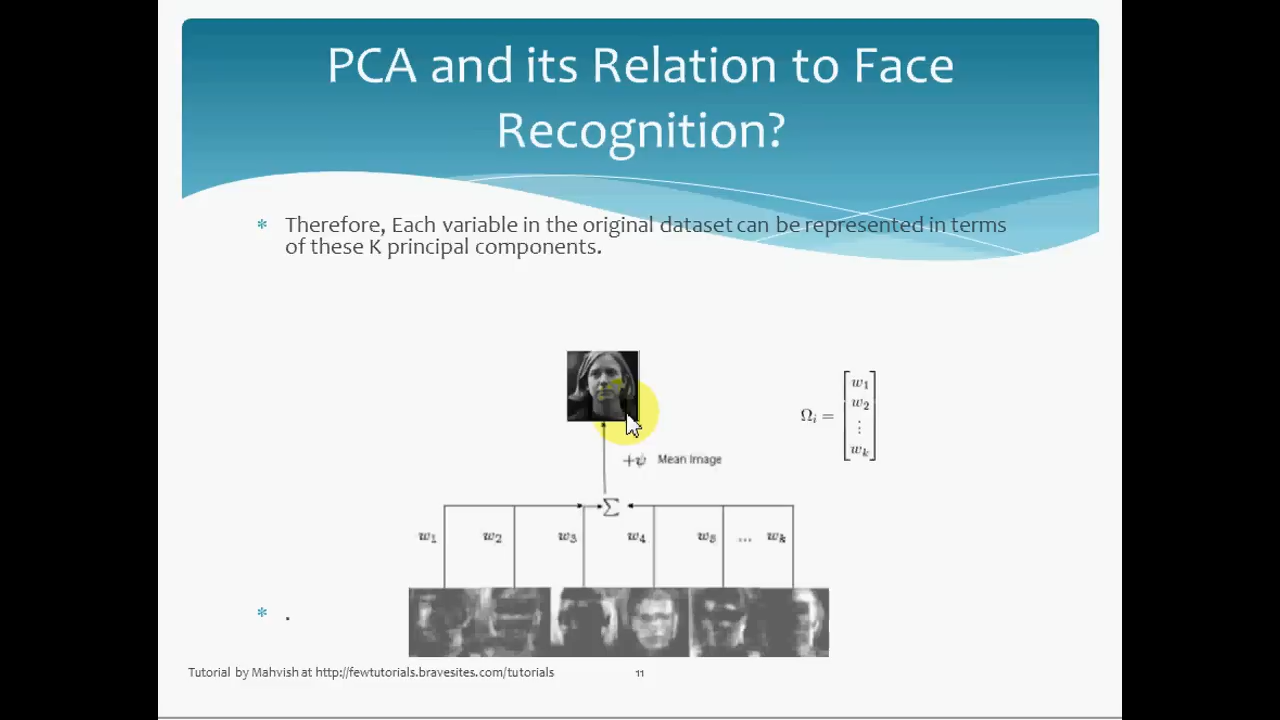 PCA and its Relation to Face
Recognition?
* Therefore, Each variable in the original dataset can be represented in terms
of these K principal components.
Ωᵢ = [w₁ w₂ ⋮ wₖ]
+ψ Mean Image
Σ
w₁ w₂ w₃ w₄ w₅ ... wₖ
* .
Tutorial by Mahvish at http://fewtutorials.bravesites.com/tutorials 11